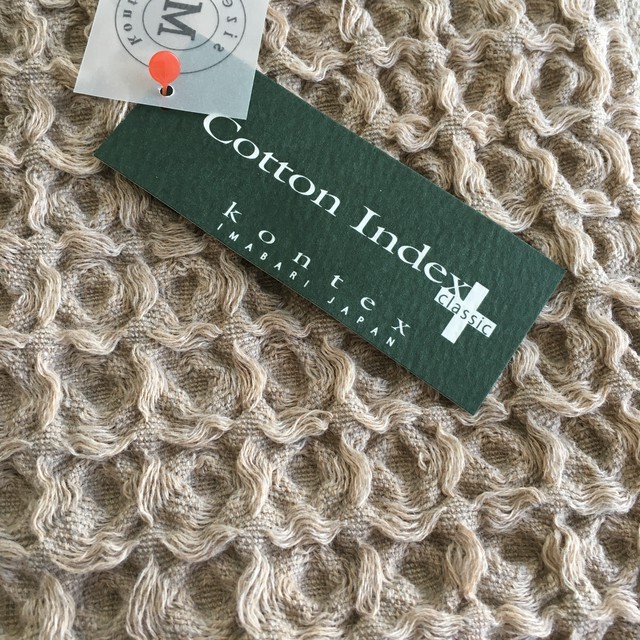 M
Cotton Index
classic
kontex
IMABARI JAPAN